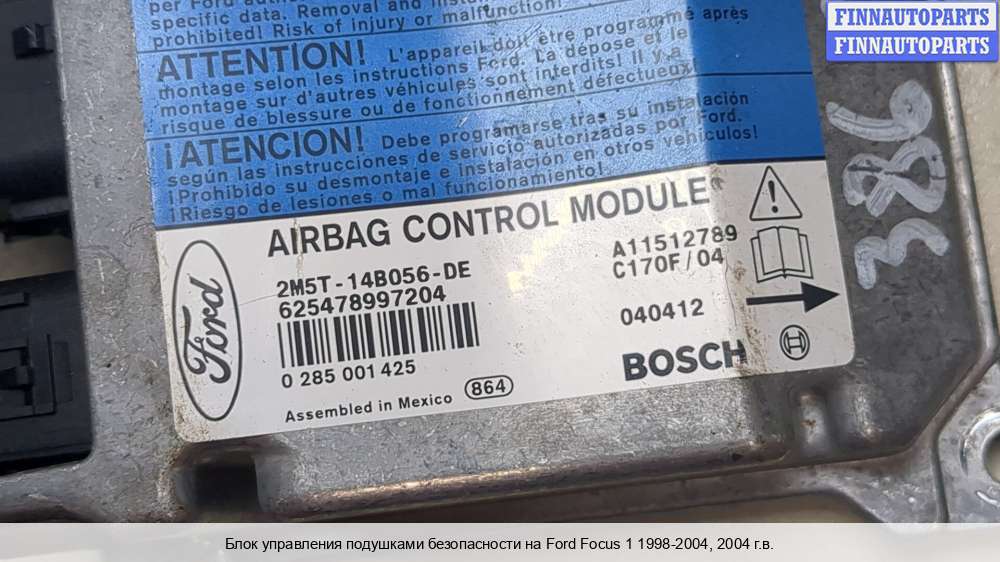 FINNAUTOPARTS
FINNAUTOPARTS
per Ford
specific data. Removal and
prohibited! Risk of injury or malfunction!
ATTENTION! L'appareil doit être programmé après
montage selon les instructions Ford. La dépose et le
montage sur d'autres véhicules sont interdits! Il y a
risque de blessure ou de fonctionnement défectueux!
¡ATENCION! Debe programarse tras su instalación
según las instrucciones de servicio autorizadas por Ford.
¡Prohibido su desmontaje e instalación en otros vehículos!
¡Riesgo de lesiones o mal funcionamiento!
AIRBAG CONTROL MODULE
2M5T-14B056-DE
A11512789
625478997204
C170F/04
040412
0 285 001 425
BOSCH
Assembled in Mexico 864
Ford
Блок управления подушками безопасности на Ford Focus 1 1998-2004, 2004 г.в.